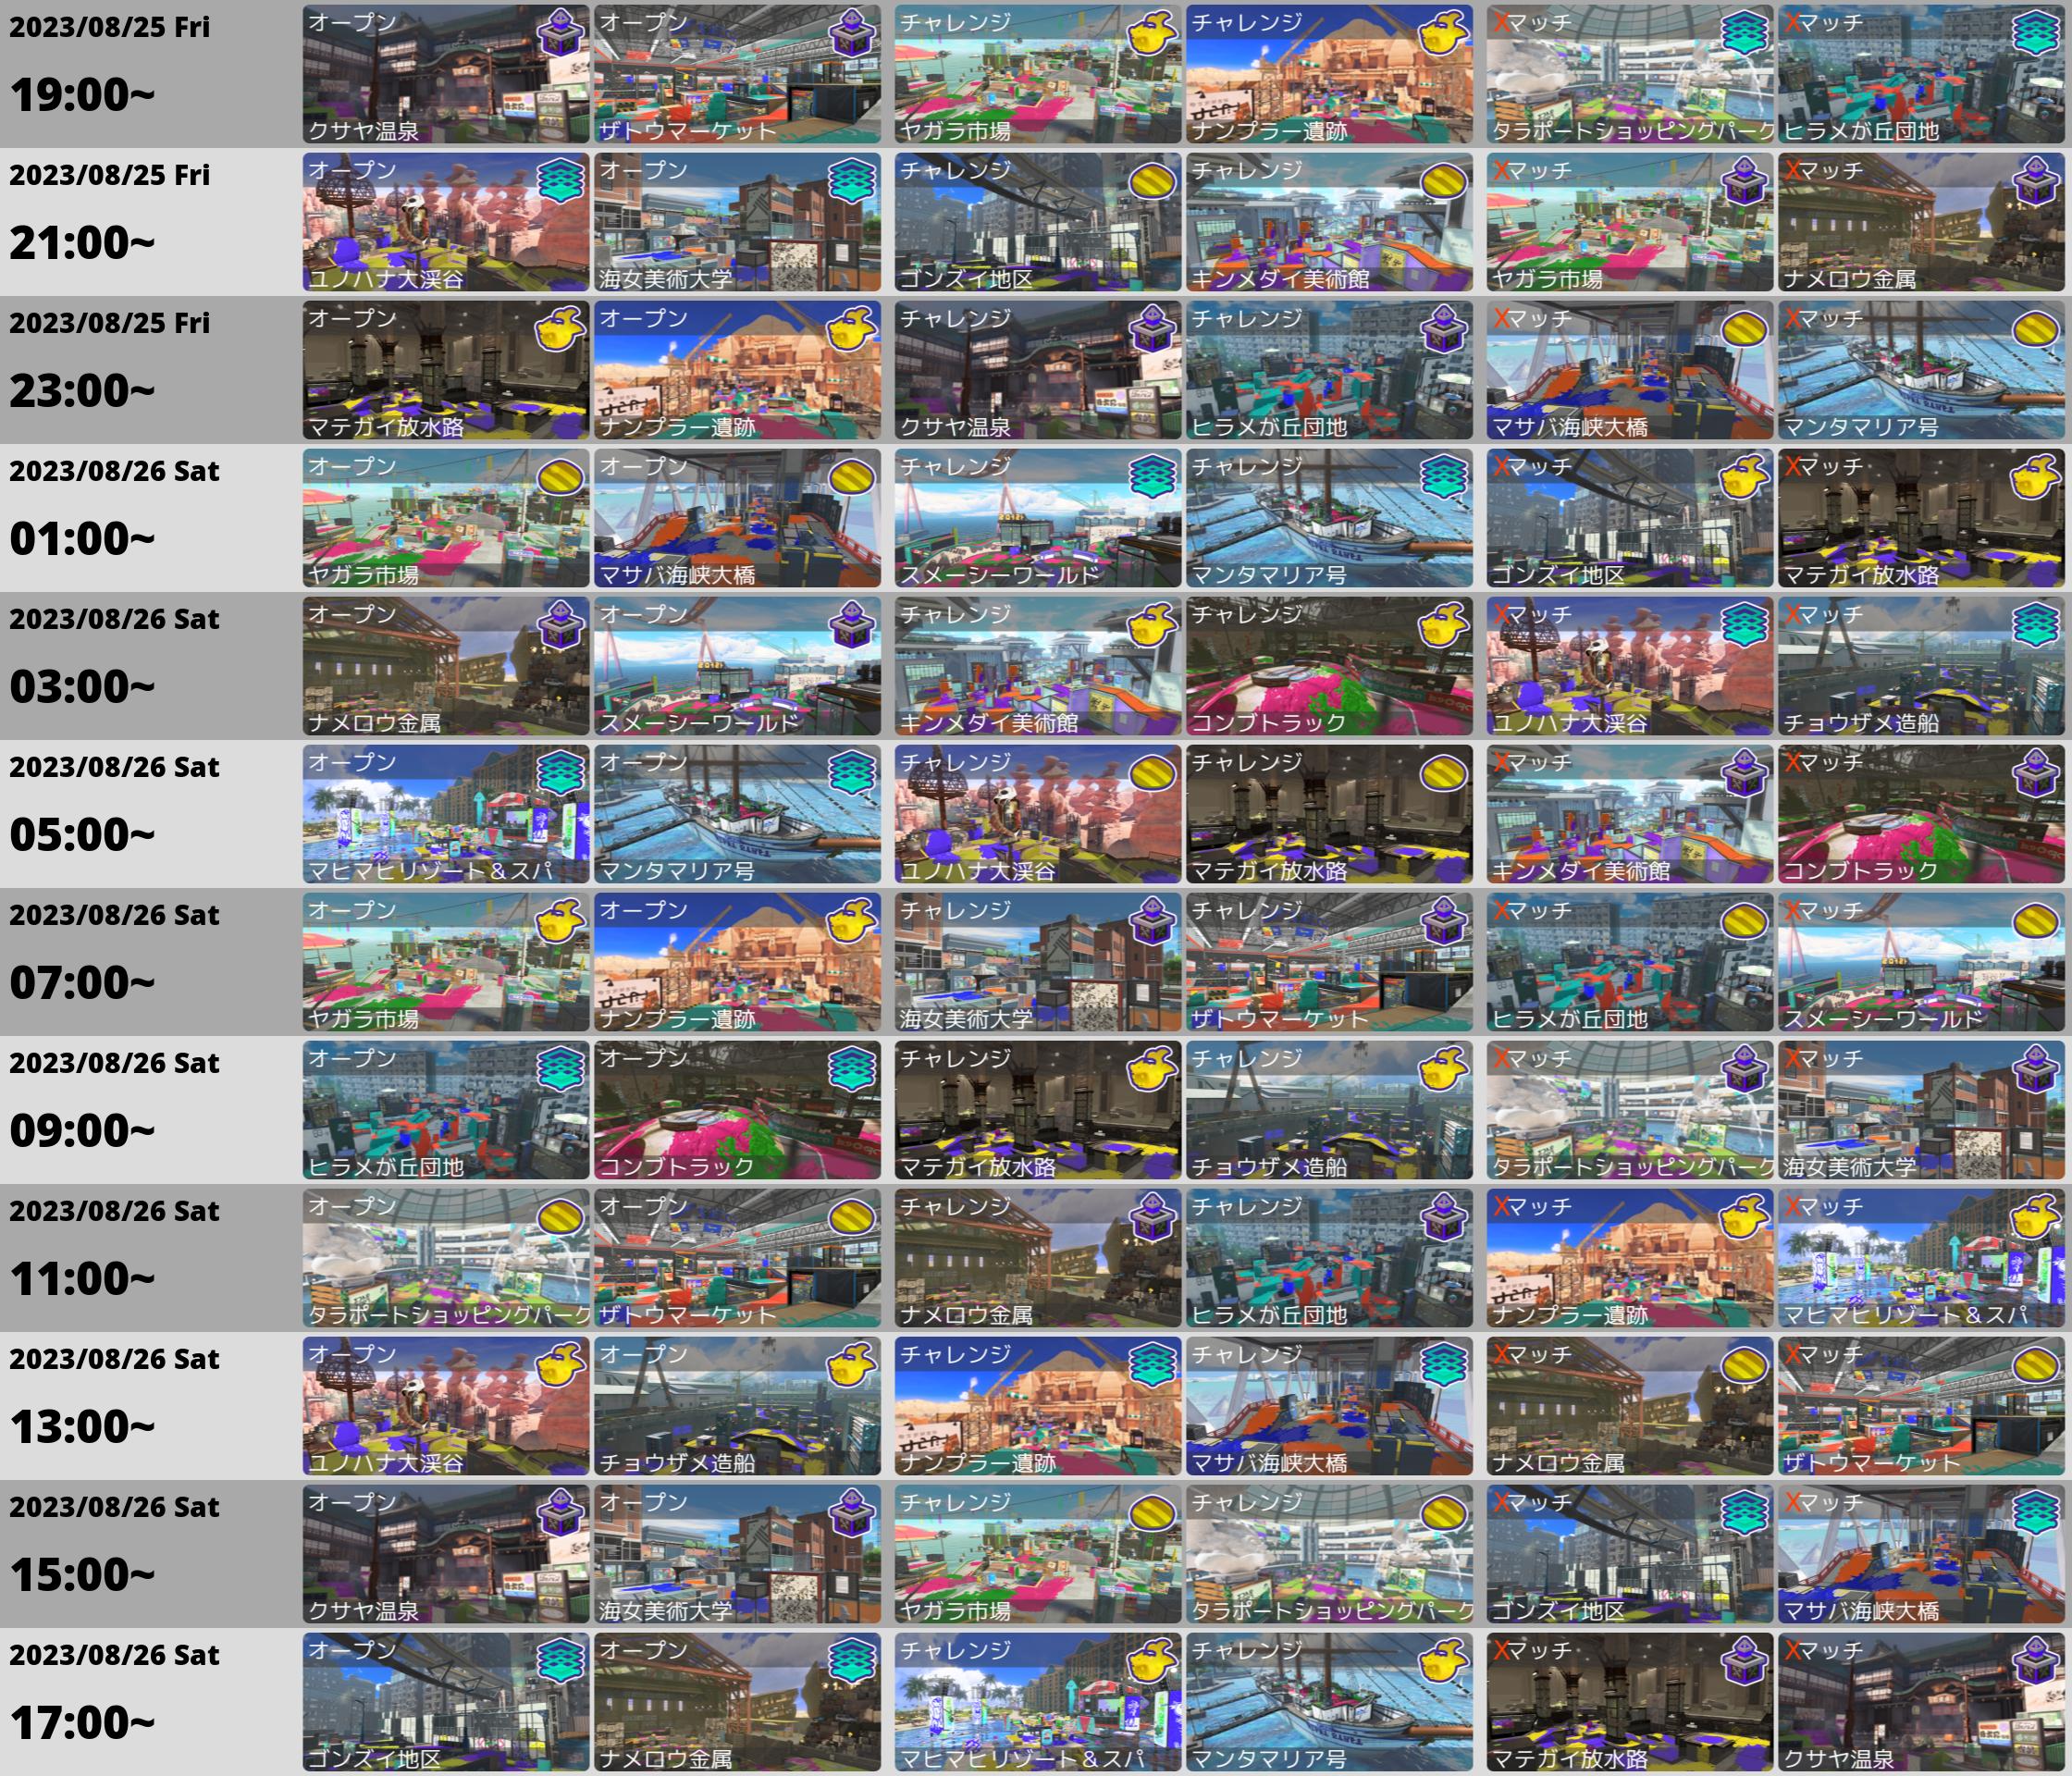 2023/08/25 Fri
19:00~
オープン
クサヤ温泉
オープン
ザトウマーケット
チャレンジ
ヤガラ市場
チャレンジ
ナンプラー遺跡
Xマッチ
タラポートショッピングパーク
Xマッチ
ヒラメが丘団地
2023/08/25 Fri
21:00~
オープン
ユノハナ大渓谷
オープン
海女美術大学
チャレンジ
ゴンズイ地区
チャレンジ
キンメダイ美術館
Xマッチ
ヤガラ市場
Xマッチ
ナメロウ金属
2023/08/25 Fri
23:00~
オープン
マテガイ放水路
オープン
ナンプラー遺跡
チャレンジ
クサヤ温泉
チャレンジ
ヒラメが丘団地
Xマッチ
マサバ海峡大橋
Xマッチ
マンタマリア号
2023/08/26 Sat
01:00~
オープン
ヤガラ市場
オープン
マサバ海峡大橋
チャレンジ
スメーシーワールド
チャレンジ
マンタマリア号
Xマッチ
ゴンズイ地区
Xマッチ
マテガイ放水路
2023/08/26 Sat
03:00~
オープン
ナメロウ金属
オープン
スメーシーワールド
チャレンジ
キンメダイ美術館
チャレンジ
コンブトラック
Xマッチ
ユノハナ大渓谷
Xマッチ
チョウザメ造船
2023/08/26 Sat
05:00~
オープン
マヒマヒリゾート＆スパ
オープン
マンタマリア号
チャレンジ
ユノハナ大渓谷
チャレンジ
マテガイ放水路
Xマッチ
キンメダイ美術館
Xマッチ
コンブトラック
2023/08/26 Sat
07:00~
オープン
ヤガラ市場
オープン
ナンプラー遺跡
チャレンジ
海女美術大学
チャレンジ
ザトウマーケット
Xマッチ
ヒラメが丘団地
Xマッチ
スメーシーワールド
2023/08/26 Sat
09:00~
オープン
ヒラメが丘団地
オープン
コンブトラック
チャレンジ
マテガイ放水路
チャレンジ
チョウザメ造船
Xマッチ
タラポートショッピングパーク
Xマッチ
海女美術大学
2023/08/26 Sat
11:00~
オープン
タラポートショッピングパーク
オープン
ザトウマーケット
チャレンジ
ナメロウ金属
チャレンジ
ヒラメが丘団地
Xマッチ
ナンプラー遺跡
Xマッチ
マヒマヒリゾート＆スパ
2023/08/26 Sat
13:00~
オープン
ユノハナ大渓谷
オープン
チョウザメ造船
チャレンジ
ナンプラー遺跡
チャレンジ
マサバ海峡大橋
Xマッチ
ナメロウ金属
Xマッチ
ザトウマーケット
2023/08/26 Sat
15:00~
オープン
クサヤ温泉
オープン
海女美術大学
チャレンジ
ヤガラ市場
チャレンジ
タラポートショッピングパーク
Xマッチ
ゴンズイ地区
Xマッチ
マサバ海峡大橋
2023/08/26 Sat
17:00~
オープン
ゴンズイ地区
オープン
ナメロウ金属
チャレンジ
マヒマヒリゾート＆スパ
チャレンジ
マンタマリア号
Xマッチ
マテガイ放水路
Xマッチ
クサヤ温泉